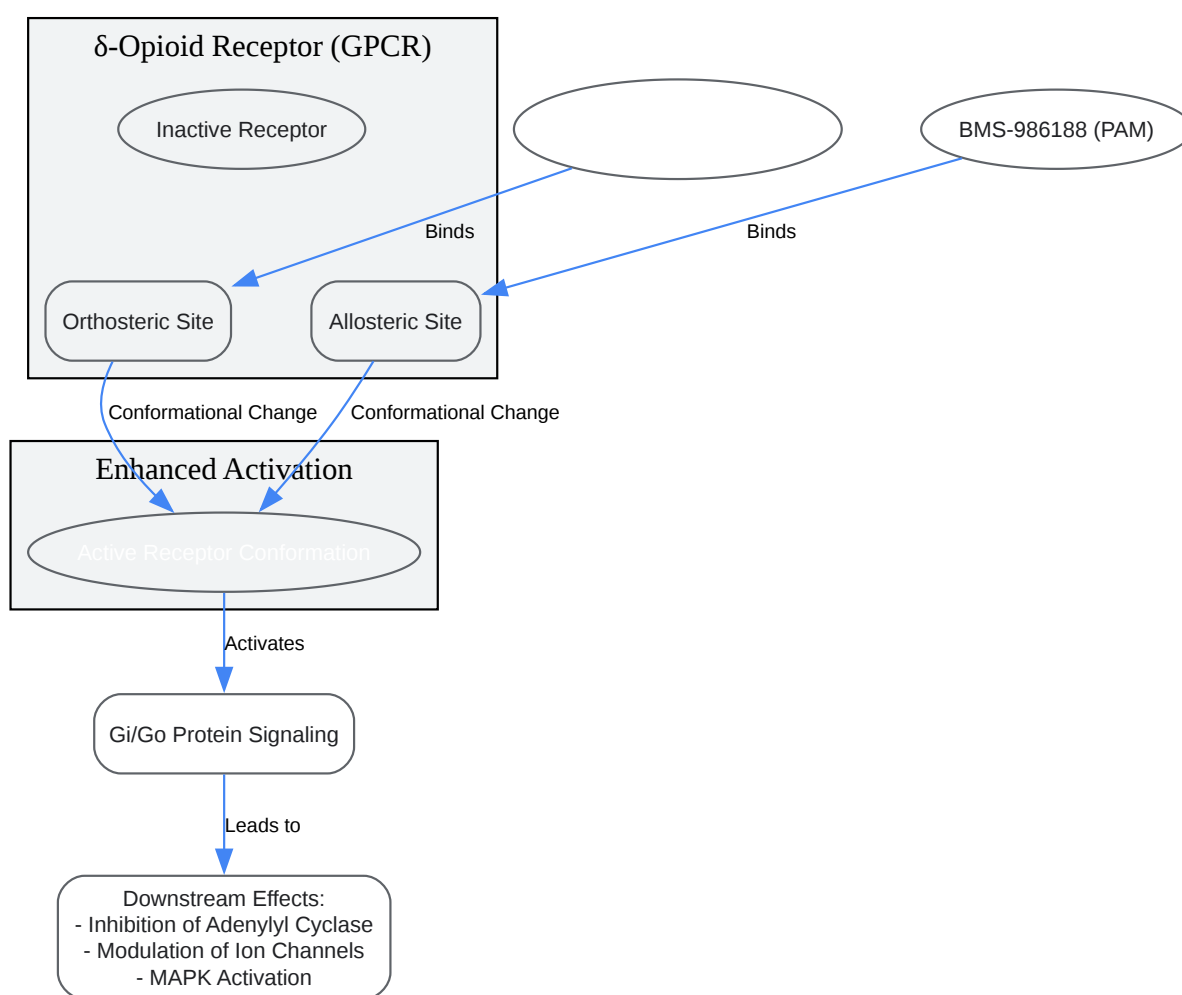 δ-Opioid Receptor (GPCR)
Inactive Receptor
BMS-986188 (PAM)
Binds
Binds
Orthosteric Site
Allosteric Site
Conformational Change
Conformational Change
Enhanced Activation
Active Receptor Conformation
Activates
Gi/Go Protein Signaling
Leads to
Downstream Effects:
- Inhibition of Adenylyl Cyclase
- Modulation of Ion Channels
- MAPK Activation